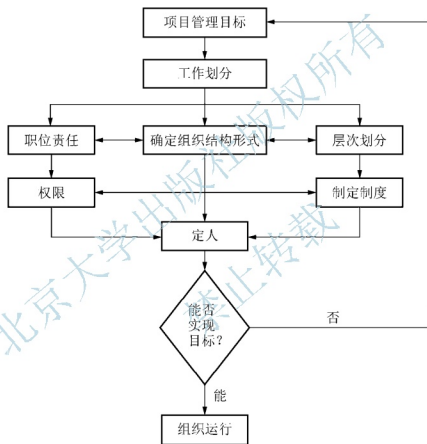 项目管理目标
工作划分
职位责任
确定组织结构形式
层次划分
权限
制定制度
定人
能否
实现
目标？
否
能
组织运行
北京大学出版社版权所有
禁止转载